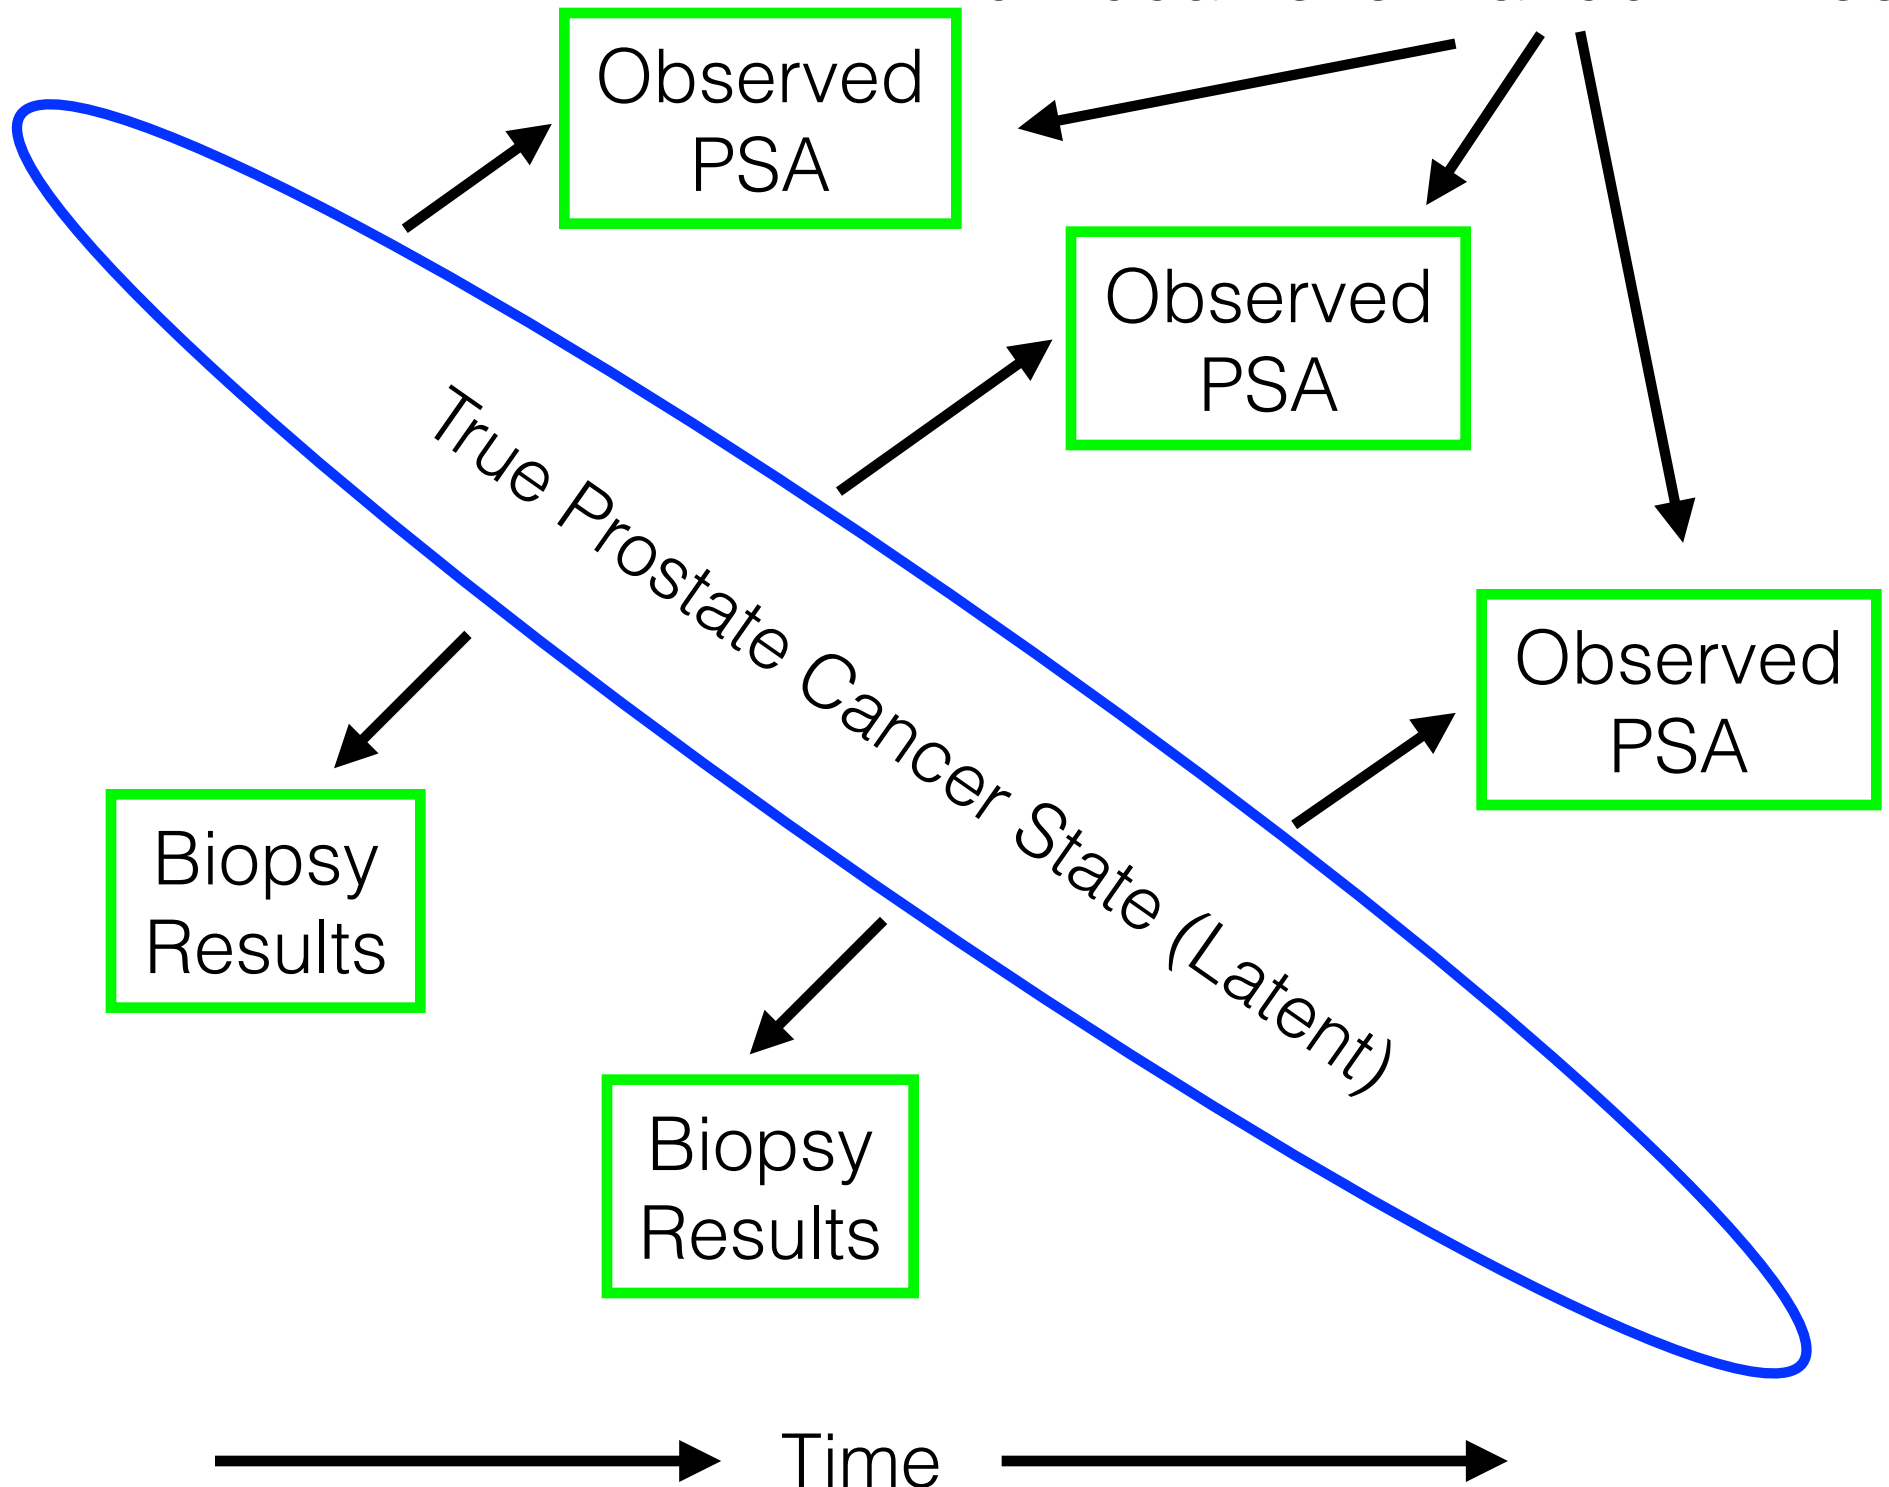 Observed
PSA
Observed
PSA
Observed
PSA
True Prostate Cancer State (Latent)
Biopsy
Results
Biopsy
Results
Time